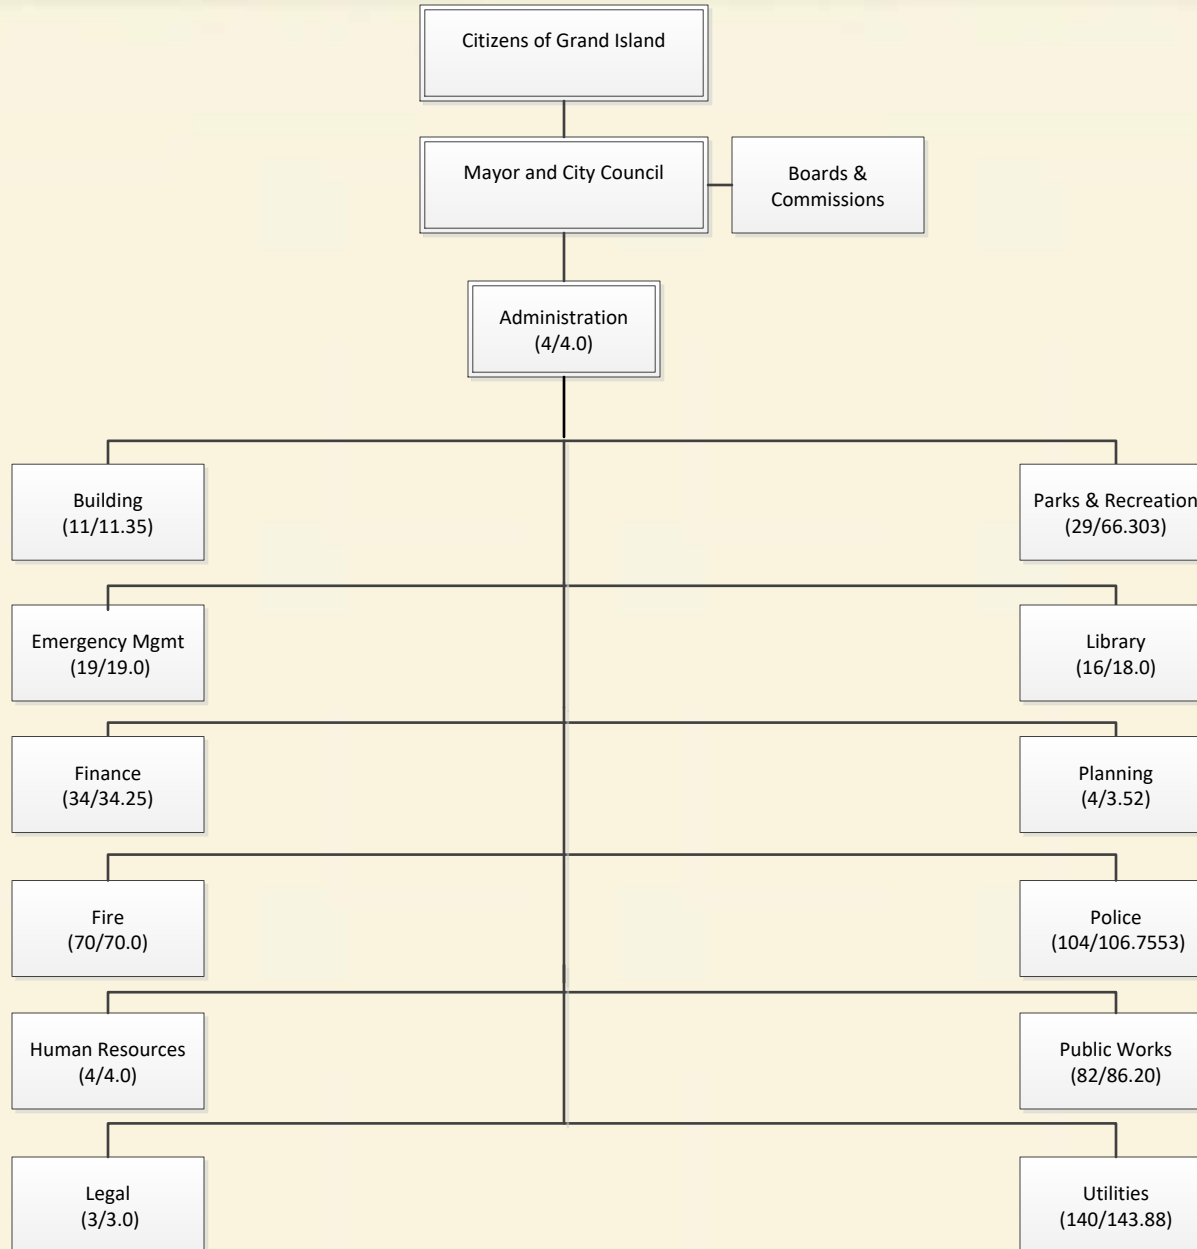 Citizens of Grand Island
Mayor and City Council
Boards &
Commissions
Administration
(4/4.0)
Building
(11/11.35)
Parks & Recreation
(29/66.303)
Emergency Mgmt
(19/19.0)
Library
(16/18.0)
Finance
(34/34.25)
Planning
(4/3.52)
Fire
(70/70.0)
Police
(104/106.7553)
Human Resources
(4/4.0)
Public Works
(82/86.20)
Legal
(3/3.0)
Utilities
(140/143.88)